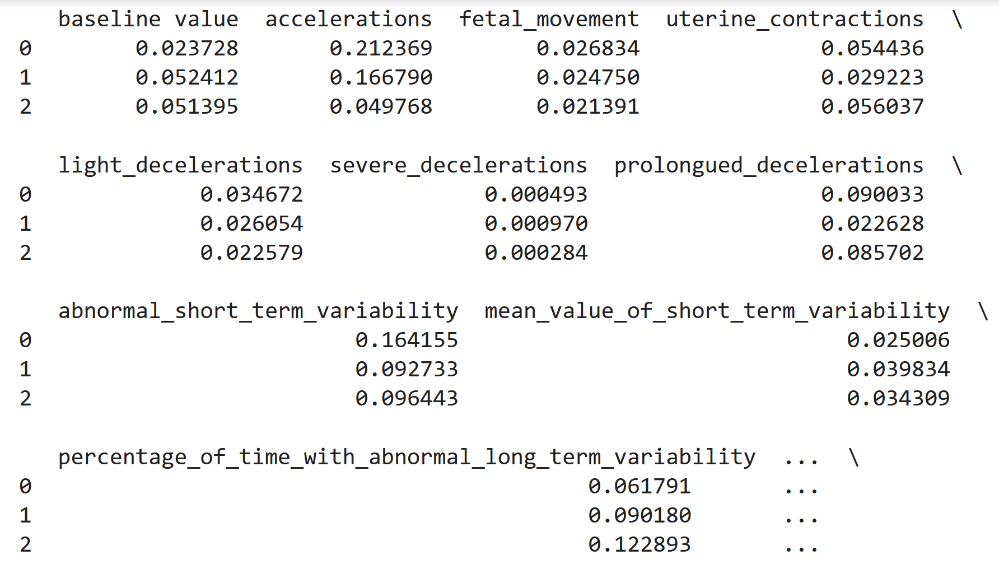 baseline value accelerations fetal_movement uterine_contractions \
0 0.023728 0.212369 0.026834 0.054436
1 0.052412 0.166790 0.024750 0.029223
2 0.051395 0.049768 0.021391 0.056037
light_decelerations severe_decelerations prolongued_decelerations \
0 0.034672 0.000493 0.090033
1 0.026054 0.000970 0.022628
2 0.022579 0.000284 0.085702
abnormal_short_term_variability mean_value_of_short_term_variability \
0 0.164155 0.025006
1 0.092733 0.039834
2 0.096443 0.034309
percentage_of_time_with_abnormal_long_term_variability ... \
0 0.061791 ...
1 0.090180 ...
2 0.122893 ...